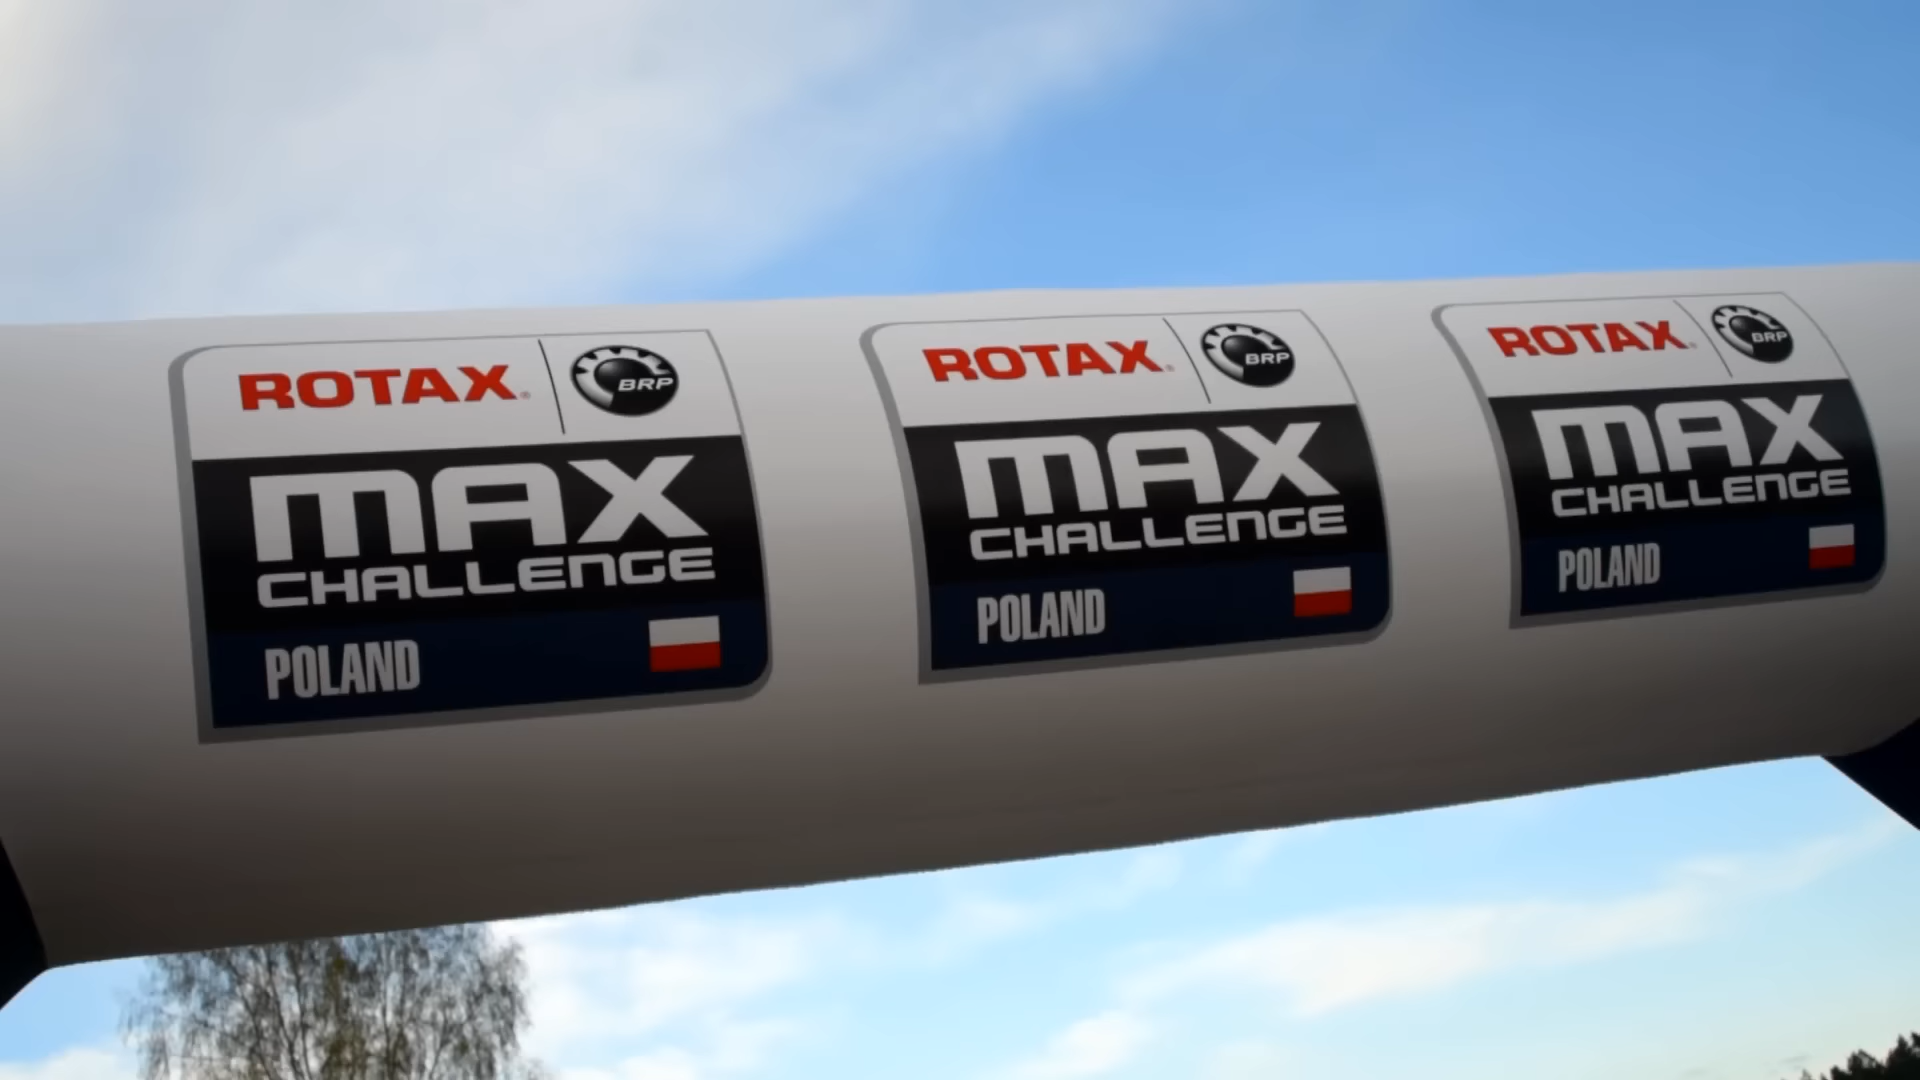 ROTAX® BRP
MAX
CHALLENGE
POLAND
ROTAX® BRP
MAX
CHALLENGE
POLAND
ROTAX® BRP
MAX
CHALLENGE
POLAND